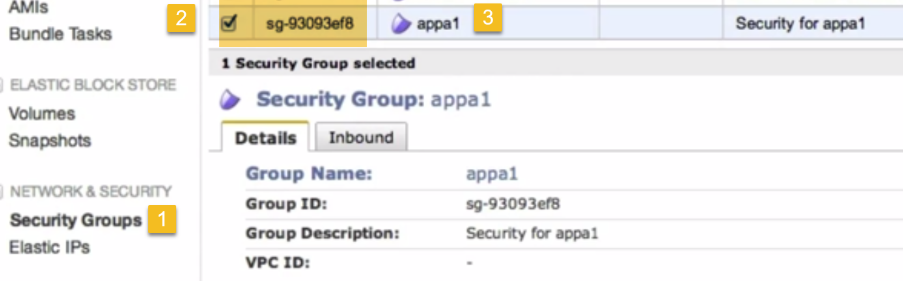 AMIs
Bundle Tasks
ELASTIC BLOCK STORE
Volumes
Snapshots
NETWORK & SECURITY
Security Groups 1
Elastic IPs
2 sg-93093ef8 appa1 3 Security for appa1
1 Security Group selected
Security Group: appa1
Details Inbound
Group Name: appa1
Group ID: sg-93093ef8
Group Description: Security for appa1
VPC ID: -